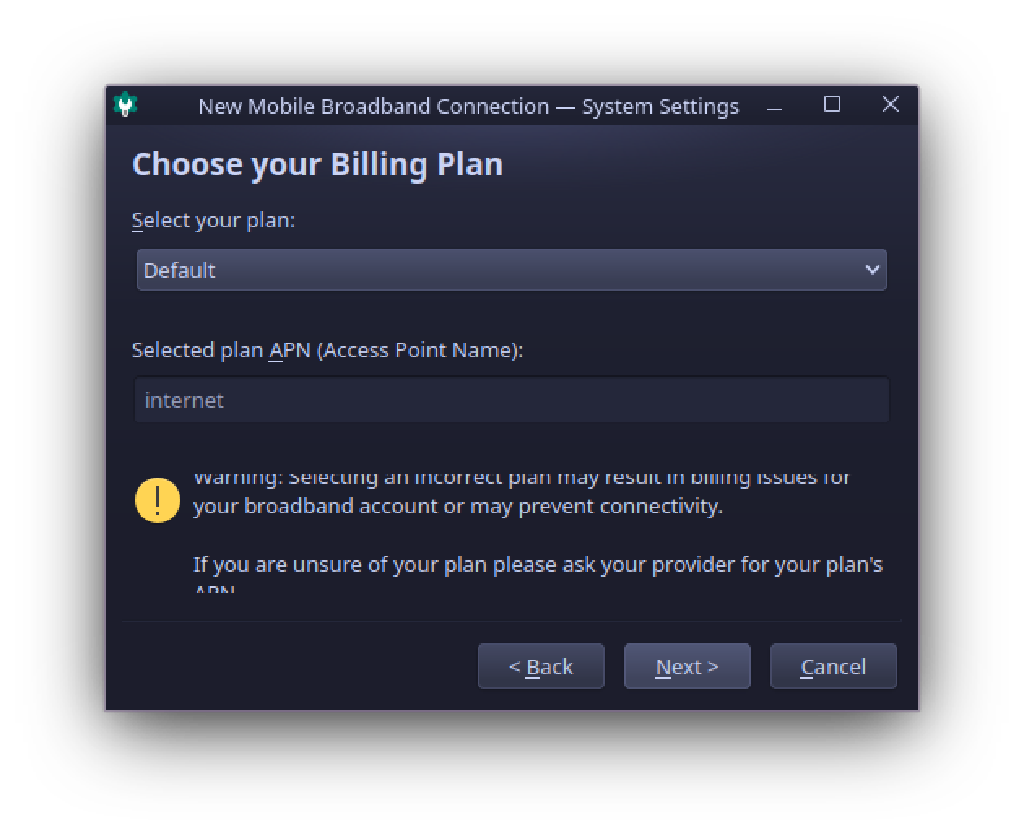 New Mobile Broadband Connection — System Settings
Choose your Billing Plan
Select your plan:
Default
Selected plan APN (Access Point Name):
internet
Warning: Selecting an incorrect plan may result in billing issues for
your broadband account or may prevent connectivity.
If you are unsure of your plan please ask your provider for your plan's
APN
< Back
Next >
Cancel